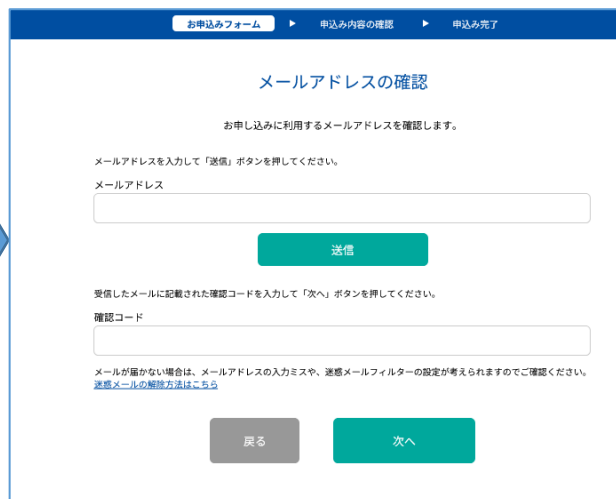 お申込みフォーム ▶ 申込み内容の確認 ▶ 申込み完了
メールアドレスの確認
お申し込みに利用するメールアドレスを確認します。
メールアドレスを入力して「送信」ボタンを押してください。
メールアドレス
送信
受信したメールに記載された確認コードを入力して「次へ」ボタンを押してください。
確認コード
メールが届かない場合は、メールアドレスの入力ミスや、迷惑メールフィルターの設定が考えられますのでご確認ください。
迷惑メールの解除方法はこちら
戻る 次へ